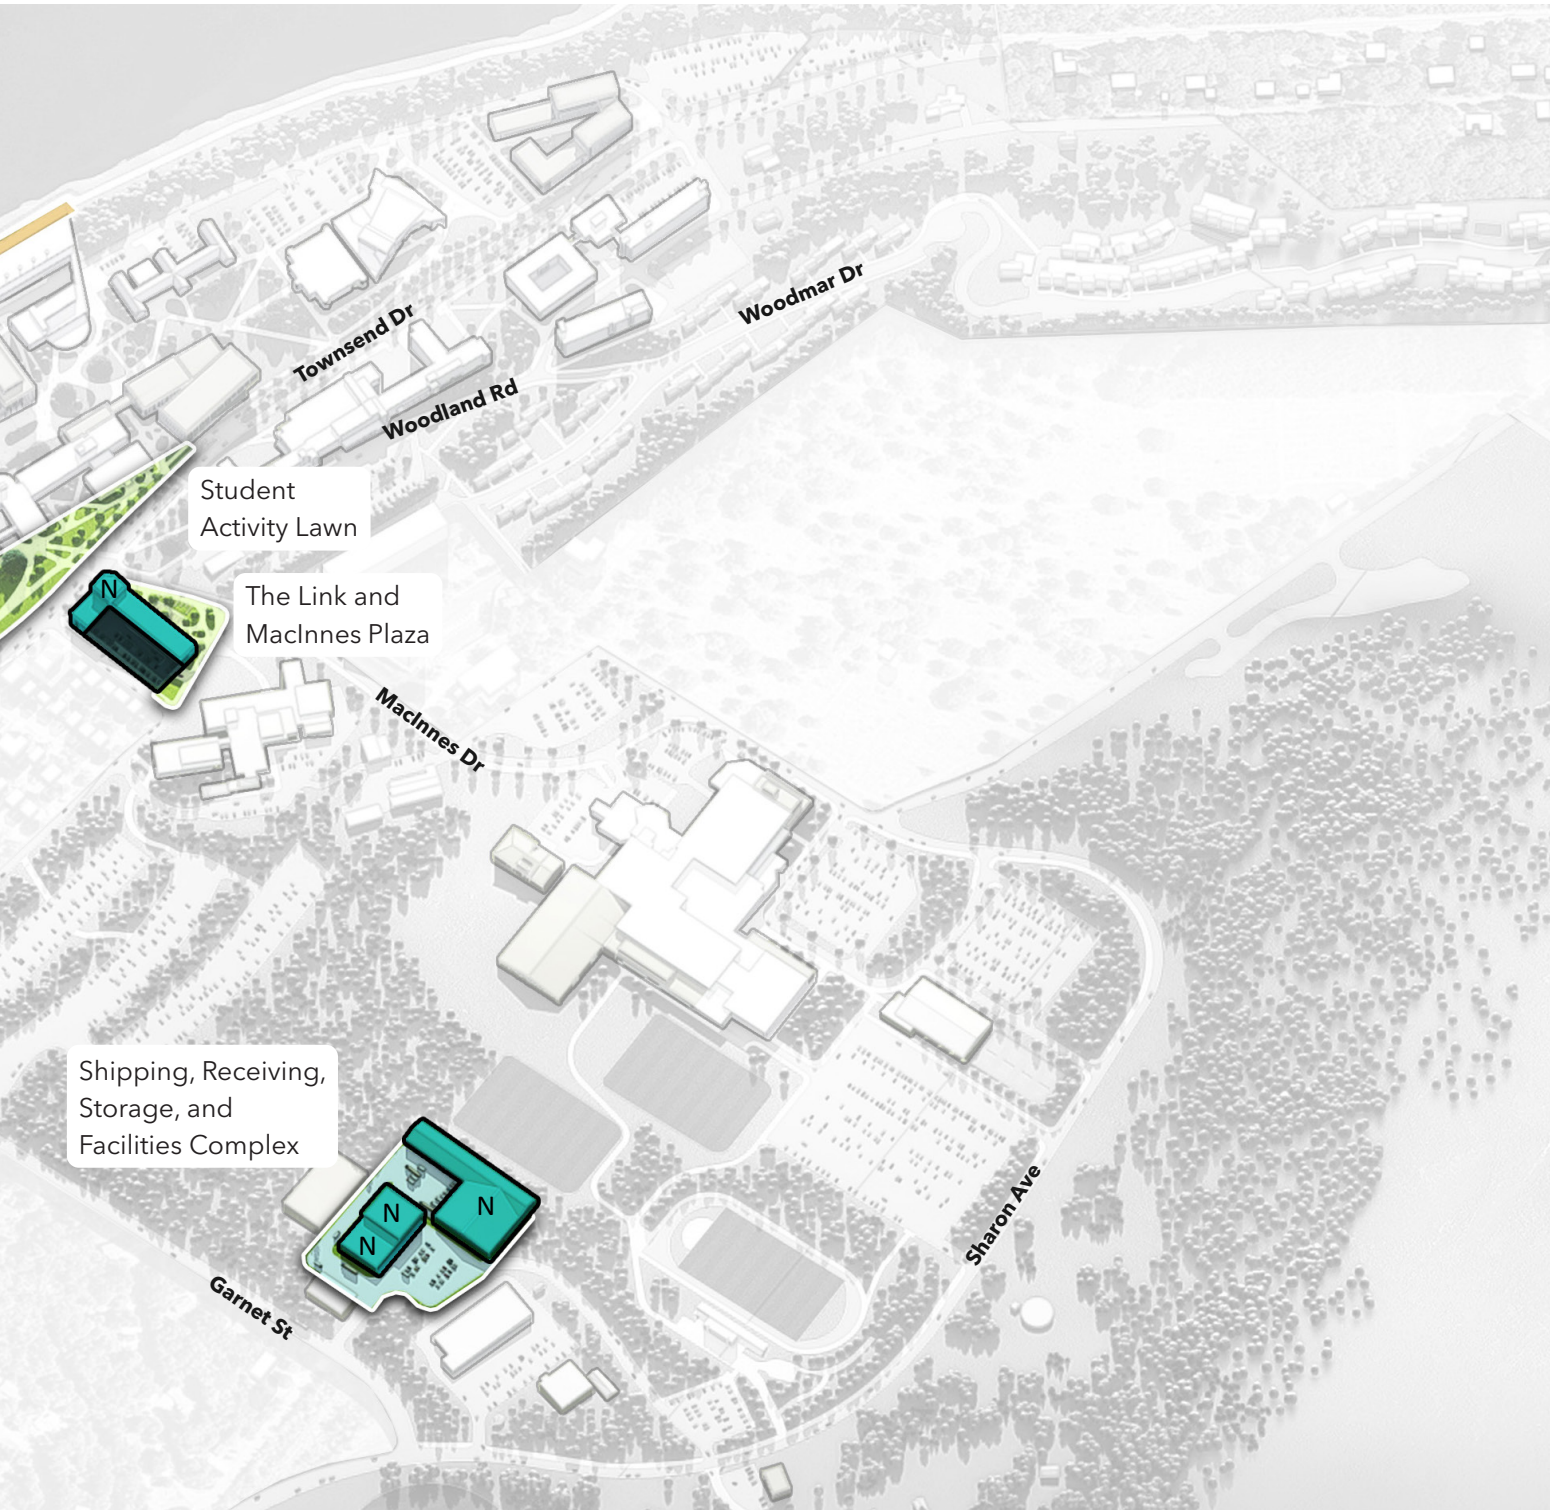 Woodmar Dr
Townsend Dr
Woodland Rd
Student
Activity Lawn
N
The Link and
MacInnes Plaza
MacInnes Dr
Shipping, Receiving,
Storage, and
Facilities Complex
N
N
N
Sharon Ave
Garnet St